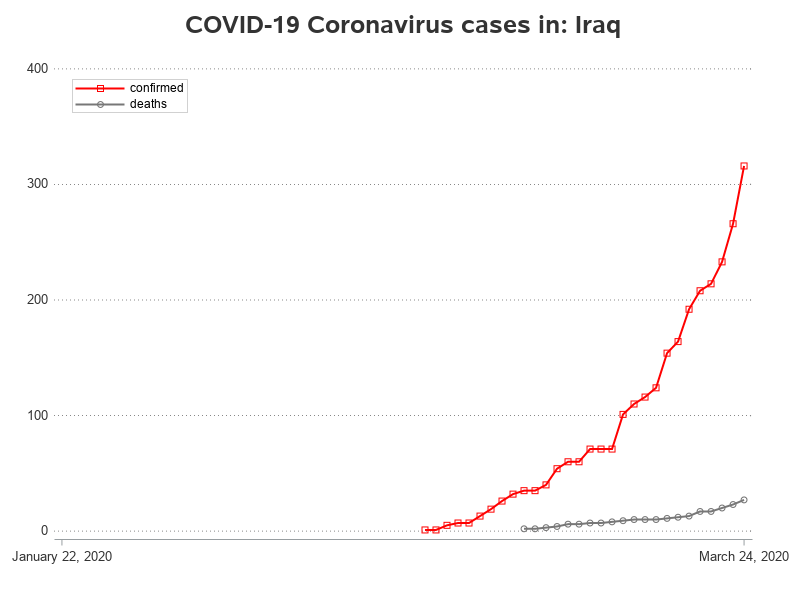 COVID-19 Coronavirus cases in: Iraq
400
confirmed
deaths
300
200
100
0
January 22, 2020
March 24, 2020